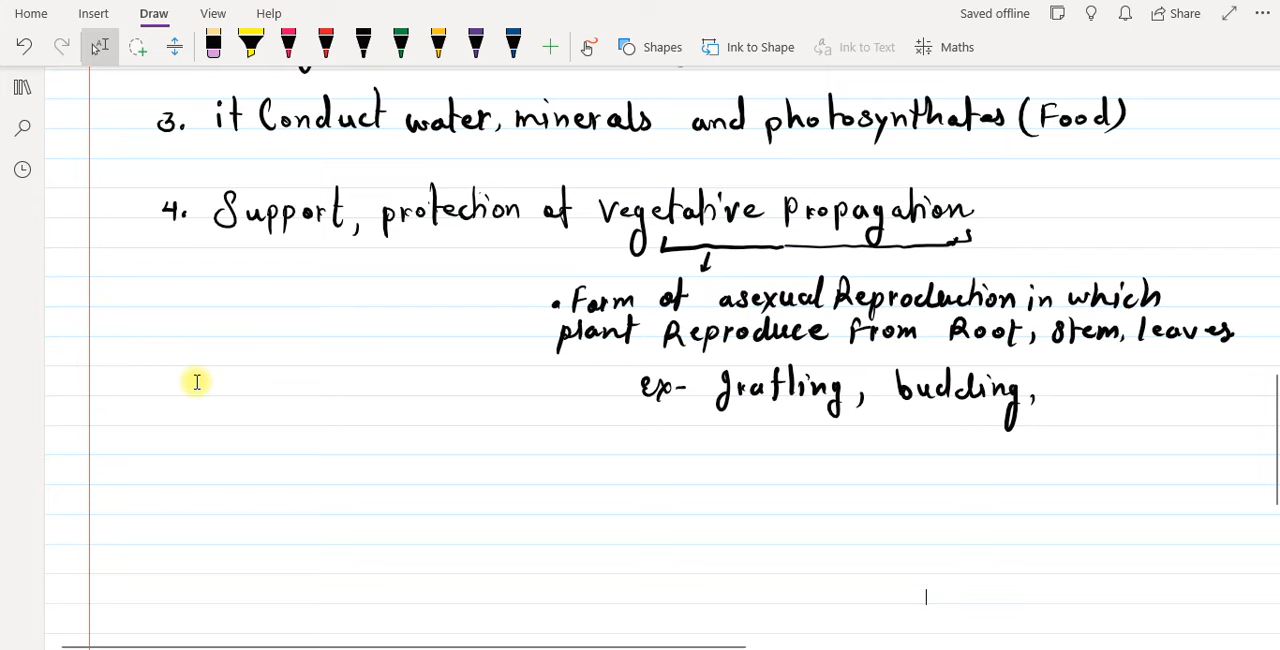 Home Insert Draw View Help Saved offline Share
Shapes Ink to Shape Ink to Text Maths
3. it Conduct water, minerals and photosynthates (Food)
4. Support, protection of vegetative propagation
• Form of asexual Reproduction in which
plant Reproduce from Root, stem, leaves
ex- grafting, budding,